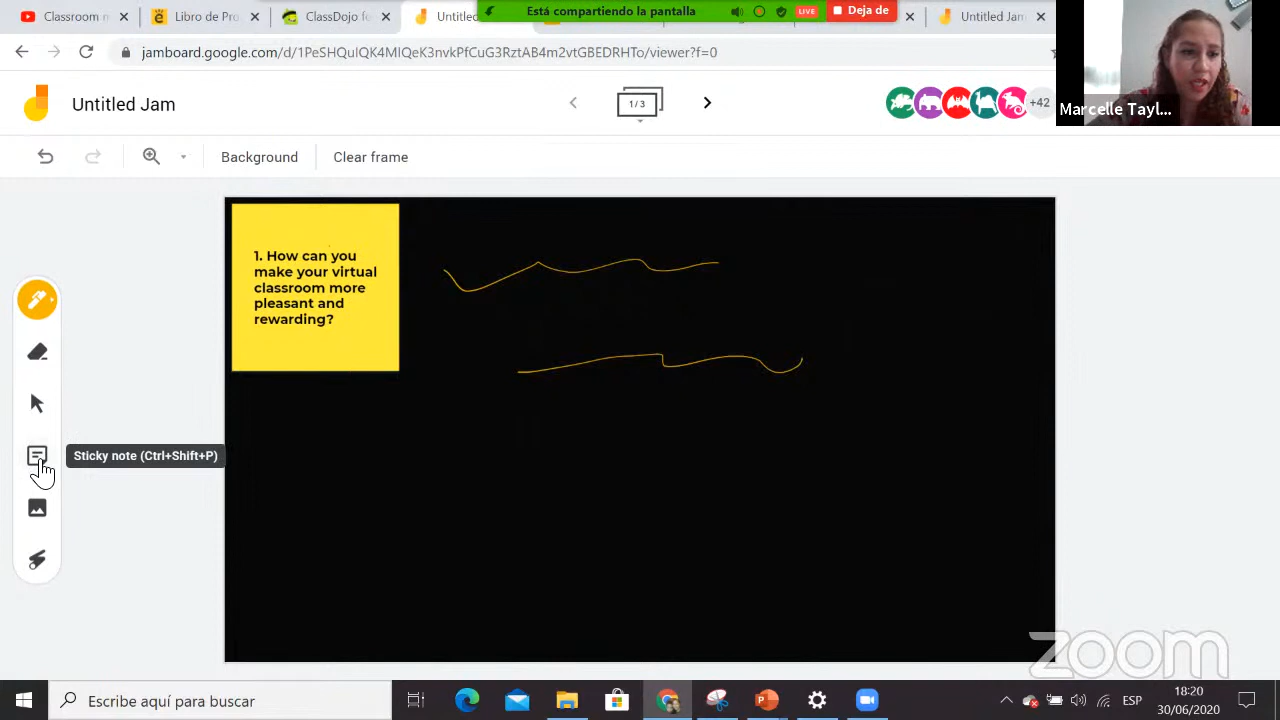 Classroom
Libro de Pro
ClassDojo fo
Untitled
Está compartiendo la pantalla
LIVE
Deja de
Untitled Jam
jamboard.google.com/d/1PeSHQulQK4MIQeK3nvkPfCuG3RztAB4m2vtGBEDRHTo/viewer?f=0
Untitled Jam
1/3
+42
Marcelle Tayl...
Background
Clear frame
1. How can you
make your virtual
classroom more
pleasant and
rewarding?
Sticky note (Ctrl+Shift+P)
zoom
Escribe aquí para buscar
ESP
18:20
30/06/2020